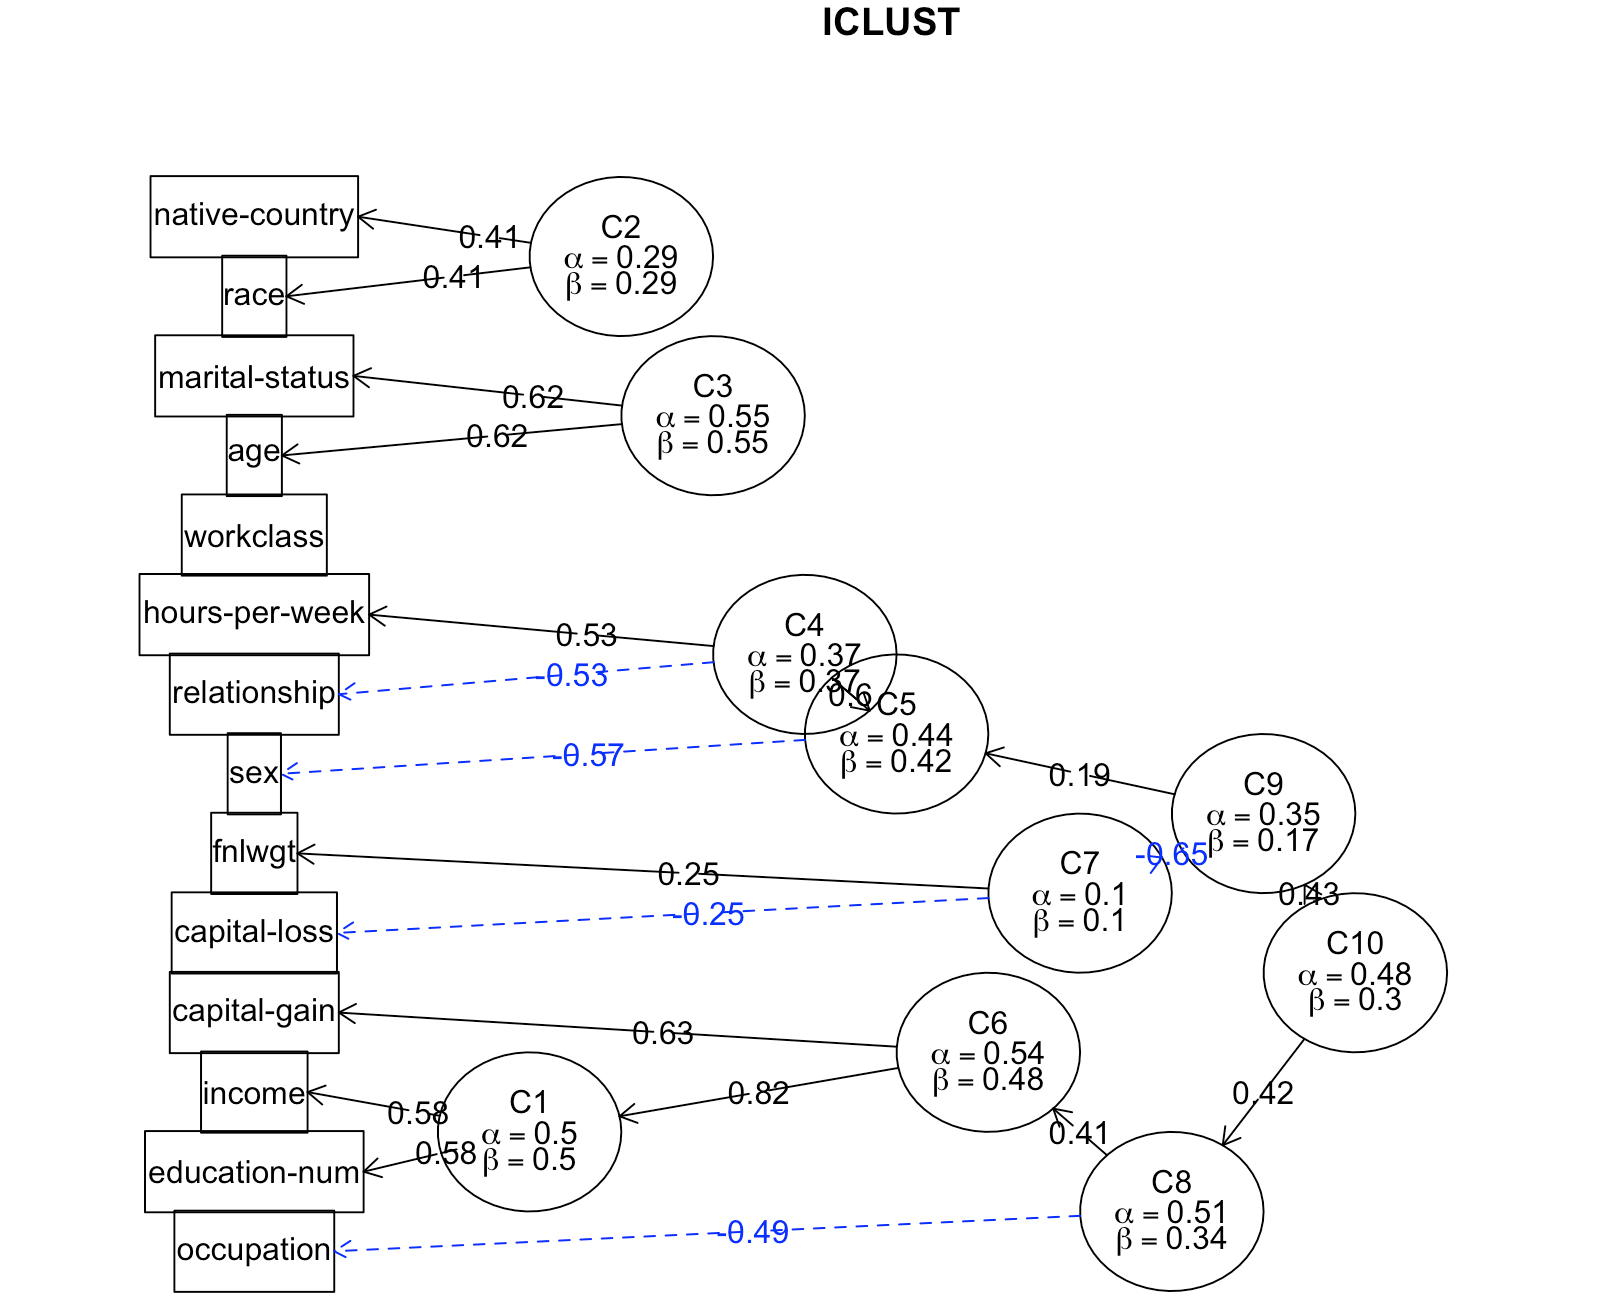 ICLUST
native-country
0.41
C2
α = 0.29
β = 0.29
race
0.41
marital-status
0.62
C3
α = 0.55
β = 0.55
age
0.62
workclass
hours-per-week
0.53
C4
α = 0.37
β = 0.37
relationship
-0.53
0.6
C5
α = 0.44
β = 0.42
sex
-0.57
0.19
C9
α = 0.35
β = 0.17
fnlwgt
0.25
C7
α = 0.1
β = 0.1
-0.65
0.43
capital-loss
-0.25
C10
α = 0.48
β = 0.3
capital-gain
0.63
C6
α = 0.54
β = 0.48
income
0.58
C1
α = 0.5
β = 0.5
0.82
0.42
0.41
education-num
0.58
C8
α = 0.51
β = 0.34
occupation
-0.49